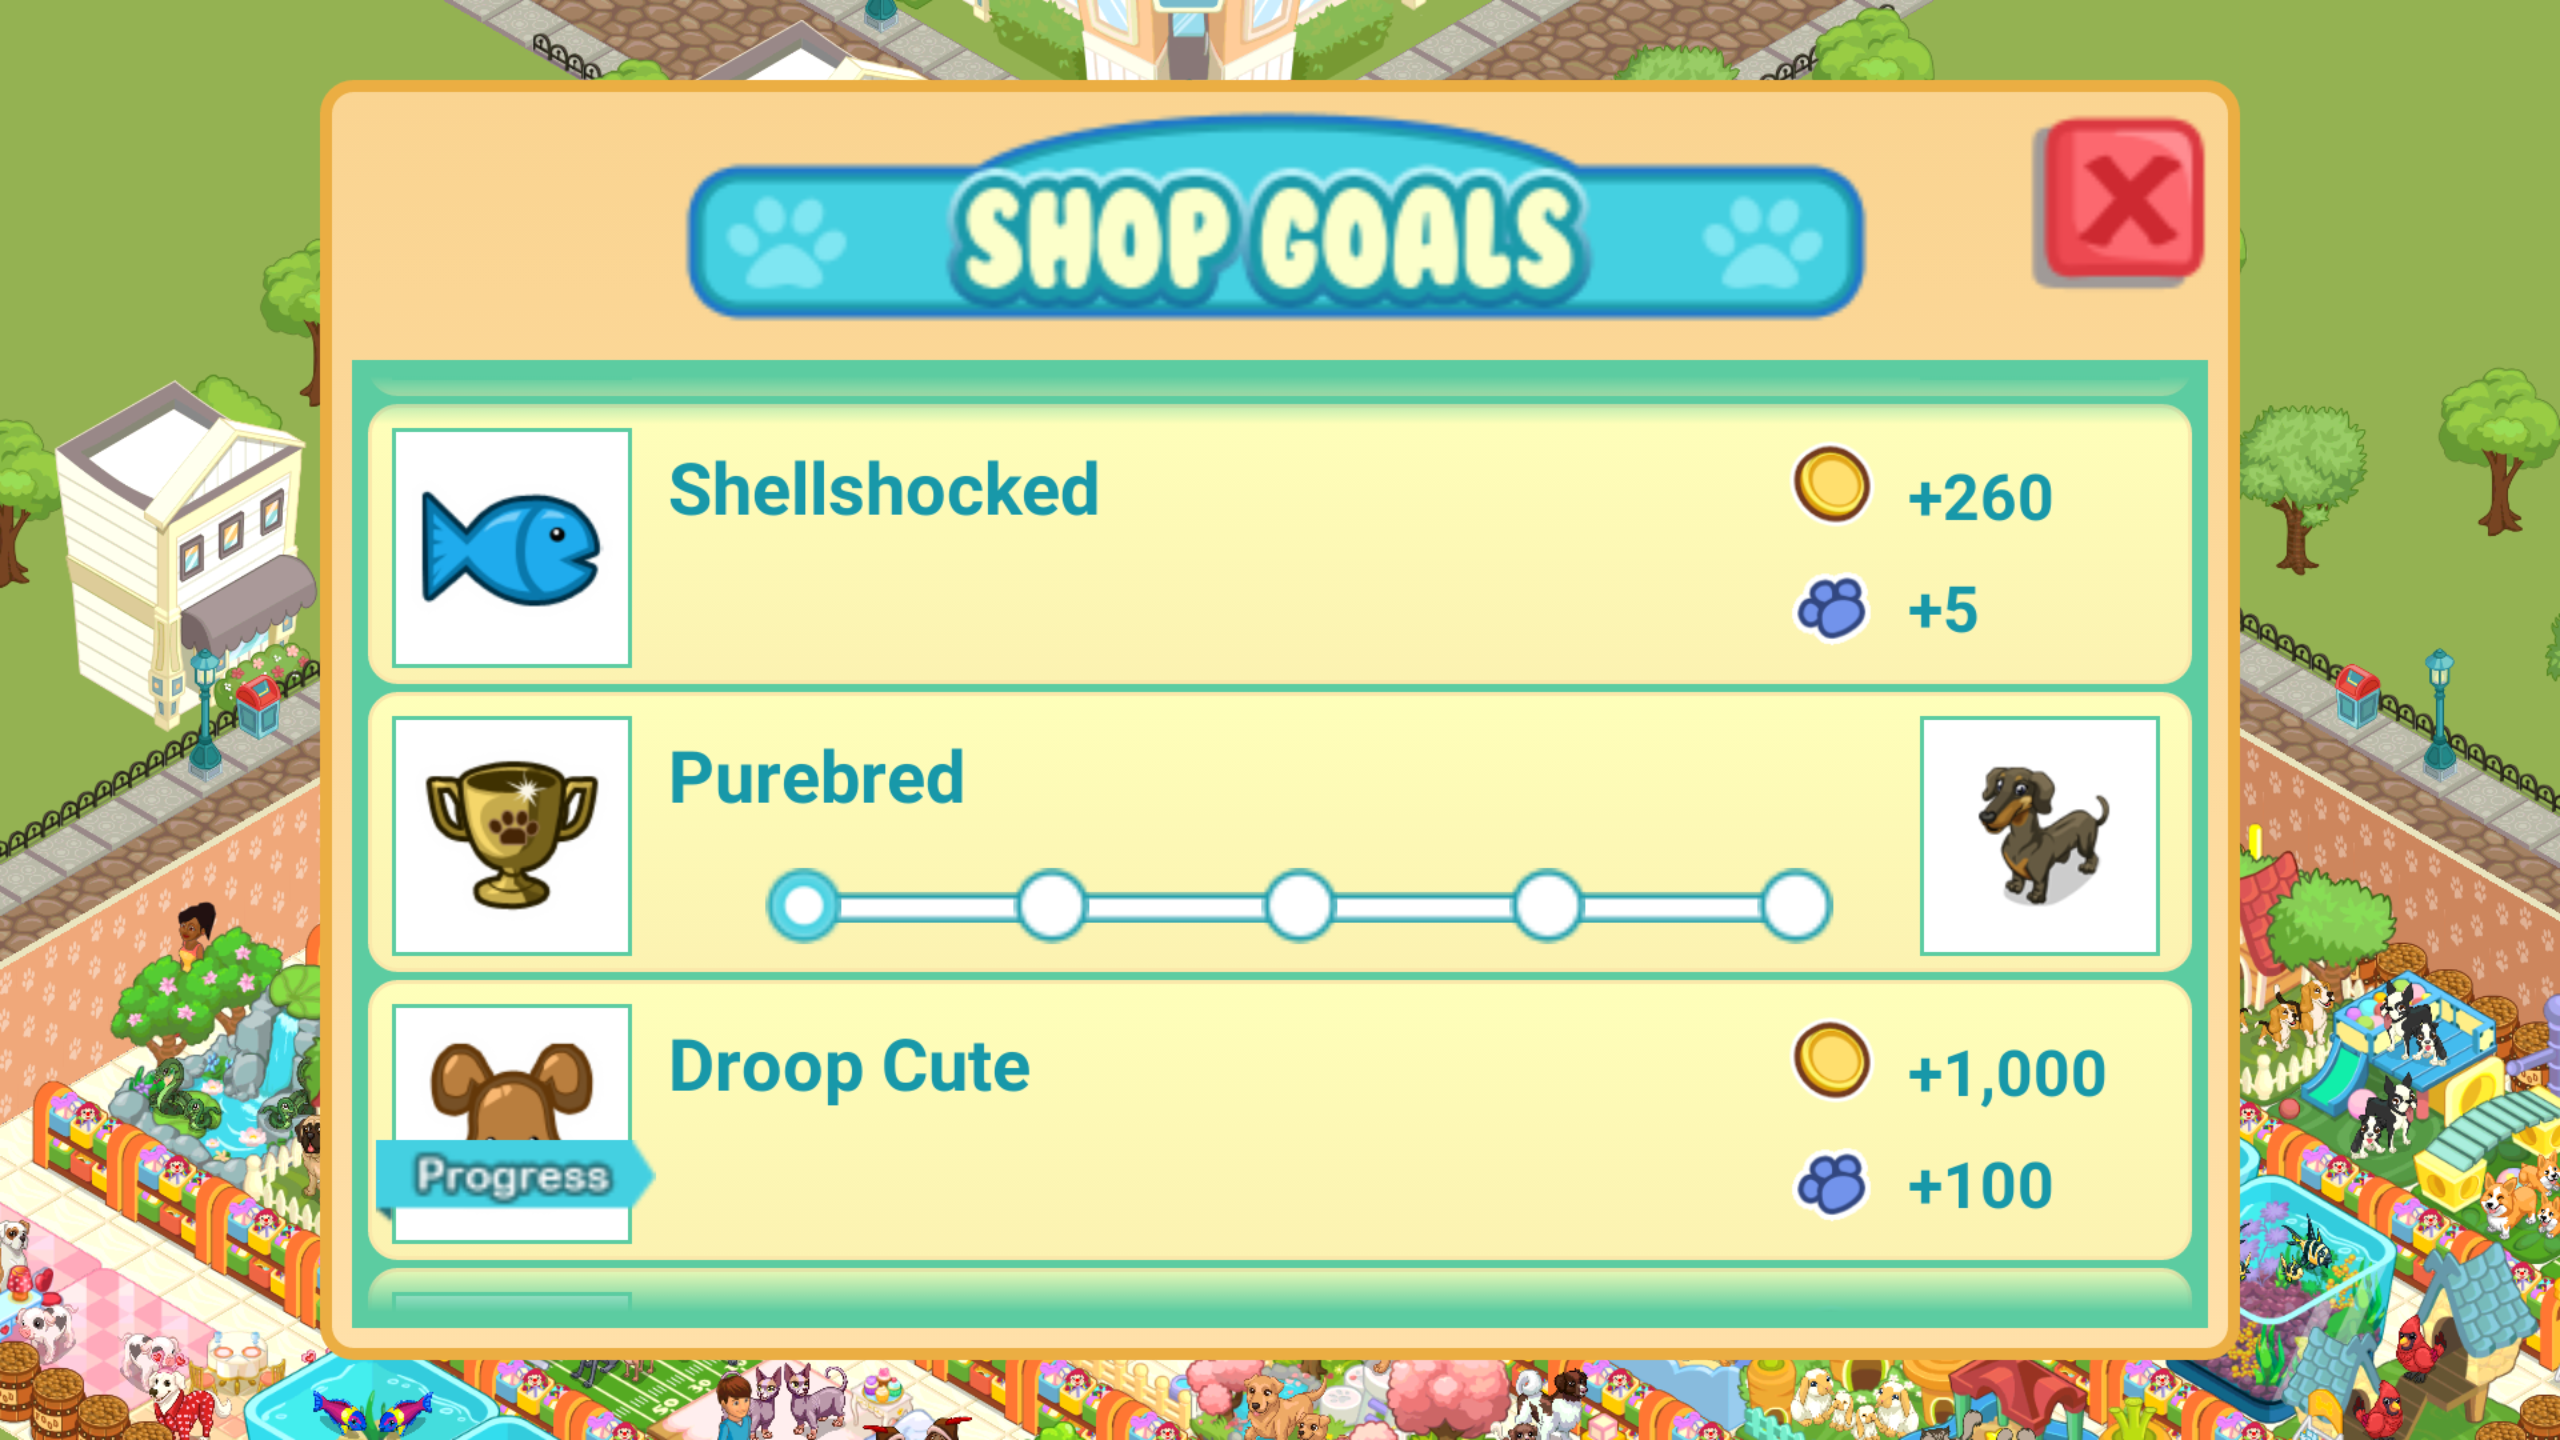 SHOP GOALS
Shellshocked
+260
+5
Purebred
Droop Cute
+1,000
Progress
+100